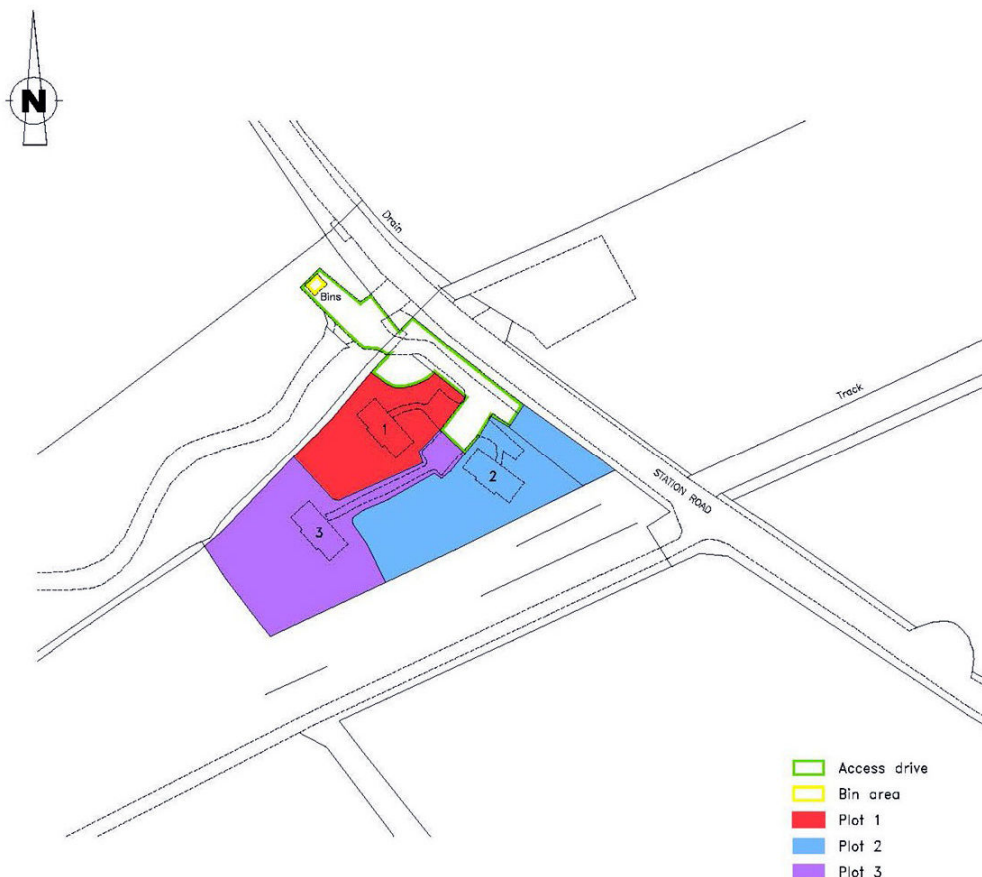 N
Drain
Bins
Track
1
2
STATION ROAD
3
Access drive
Bin area
Plot 1
Plot 2
Plot 3